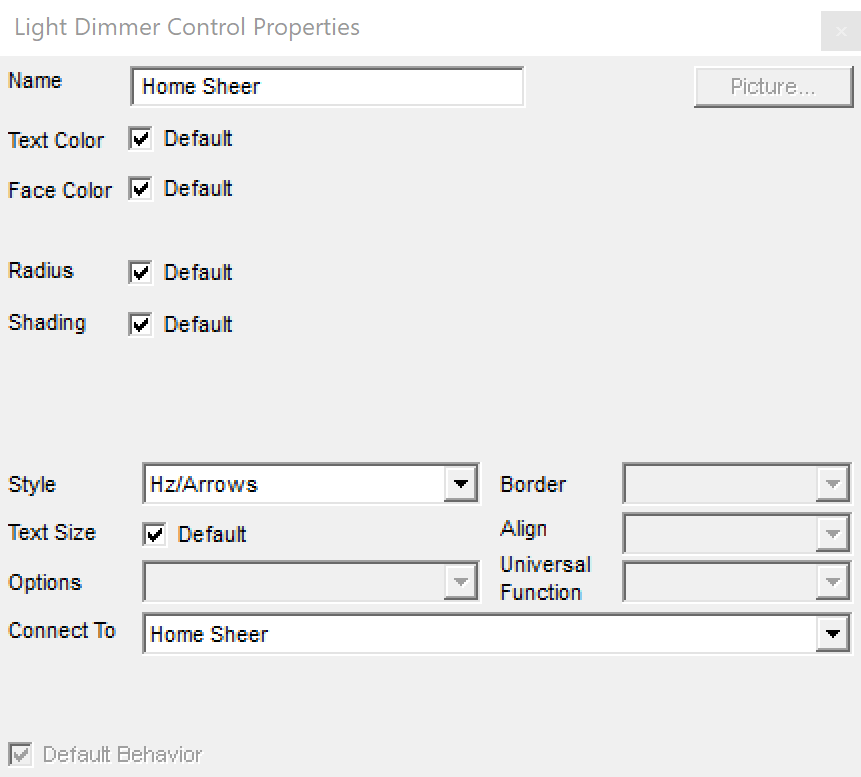 Light Dimmer Control Properties
Name Home Sheer Picture...
Text Color Default
Face Color Default
Radius Default
Shading Default
Style Hz/Arrows Border
Text Size Default Align
Options Universal Function
Connect To Home Sheer
Default Behavior